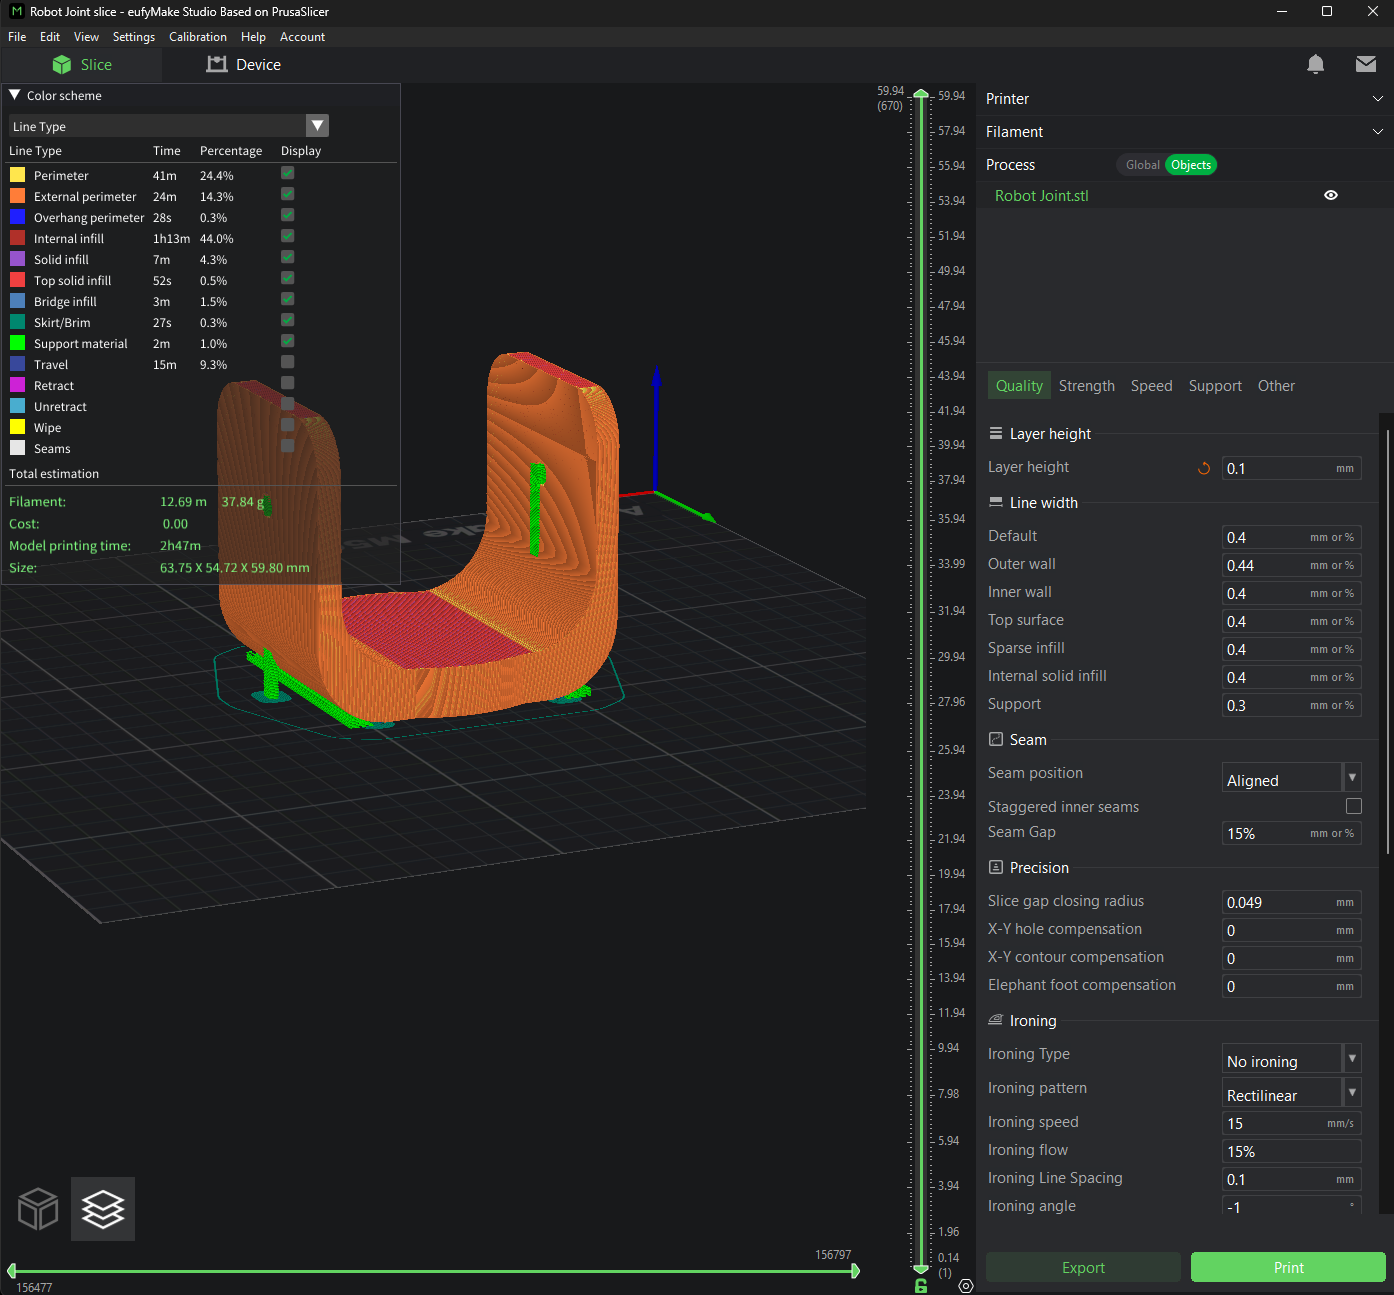 Robot Joint slice - eufyMake Studio Based on PrusaSlicer
File Edit View Settings Calibration Help Account
Slice Device
Color scheme
Line Type
Line Type Time Percentage Display
Perimeter 41m 24.4%
External perimeter 24m 14.3%
Overhang perimeter 28s 0.3%
Internal infill 1h13m 44.0%
Solid infill 7m 4.3%
Top solid infill 52s 0.5%
Bridge infill 3m 1.5%
Skirt/Brim 27s 0.3%
Support material 2m 1.0%
Travel 15m 9.3%
Retract
Unretract
Wipe
Seams
Total estimation
Filament: 12.69 m 37.84 g
Cost: 0.00
Model printing time: 2h47m
Size: 63.75 X 54.72 X 59.80 mm
59.94
(670)
59.94
57.94
55.94
53.94
51.94
49.94
47.94
45.94
43.94
41.94
39.94
37.94
35.94
33.99
31.94
29.94
27.96
25.94
23.94
21.94
19.94
17.94
15.94
13.94
11.94
9.94
7.98
5.94
3.94
1.96
0.14
(1)
156797
156477
Printer
Filament
Process Global Objects
Robot Joint.stl
Quality Strength Speed Support Other
Layer height
Layer height 0.1 mm
Line width
Default 0.4 mm or %
Outer wall 0.44 mm or %
Inner wall 0.4 mm or %
Top surface 0.4 mm or %
Sparse infill 0.4 mm or %
Internal solid infill 0.4 mm or %
Support 0.3 mm or %
Seam
Seam position Aligned
Staggered inner seams
Seam Gap 15% mm or %
Precision
Slice gap closing radius 0.049 mm
X-Y hole compensation 0 mm
X-Y contour compensation 0 mm
Elephant foot compensation 0 mm
Ironing
Ironing Type No ironing
Ironing pattern Rectilinear
Ironing speed 15 mm/s
Ironing flow 15%
Ironing Line Spacing 0.1 mm
Ironing angle -1 °
Export Print